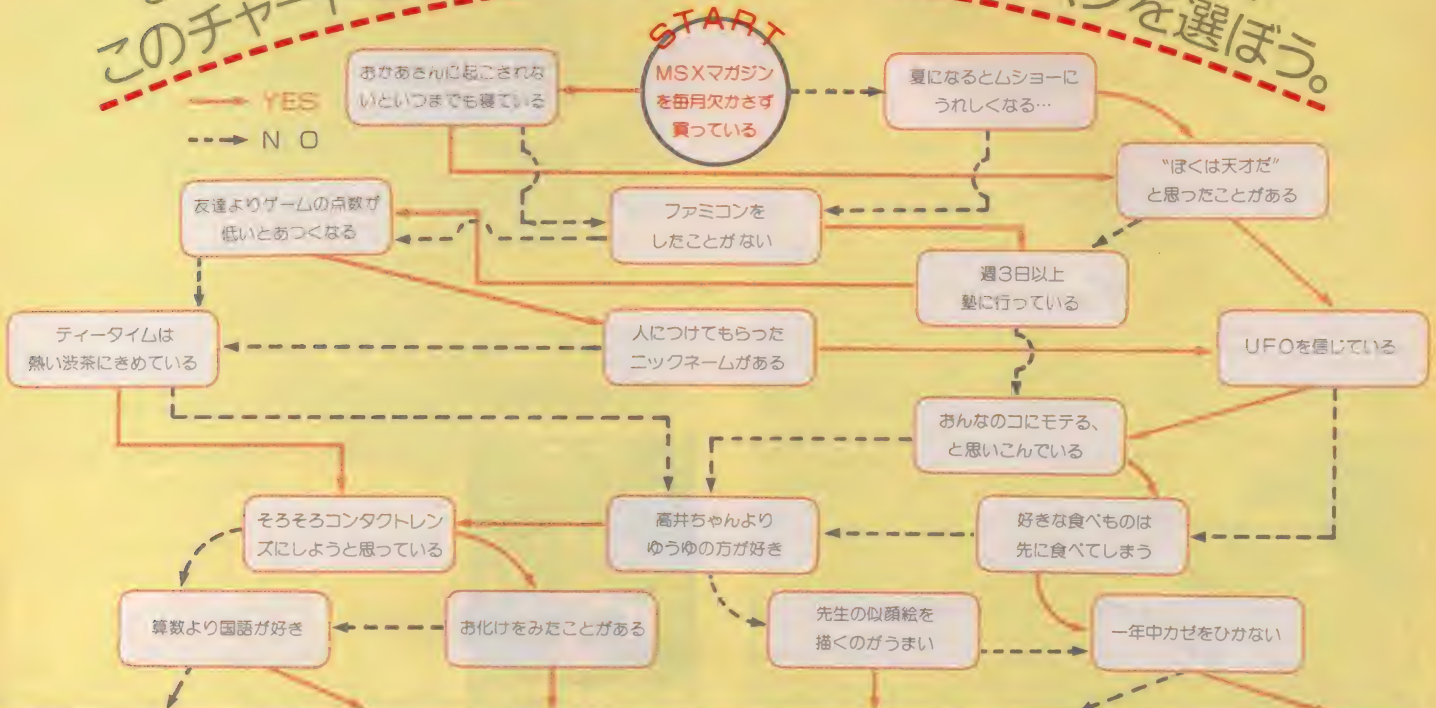 このチャート
を選ぼう。
START
MSXマガジン
を毎月欠かさず
買っている
YES
NO
おかあさんに起こされな
いといつまでも寝ている
夏になるとムショーに
うれしくなる…
“ぼくは天才だ”
と思ったことがある
友達よりゲームの点数が
低いとあつくなる
ファミコンを
したことがない
週3日以上
塾に行っている
ティータイムは
熱い渋茶にきめている
人につけてもらった
ニックネームがある
UFOを信じている
おんなのコにモテる、
と思いこんでいる
そろそろコンタクトレン
ズにしようと思っている
高井ちゃんより
ゆうゆの方が好き
好きな食べものは
先に食べてしまう
算数より国語が好き
お化けをみたことがある
先生の似顔絵を
描くのがうまい
一年中カゼをひかない